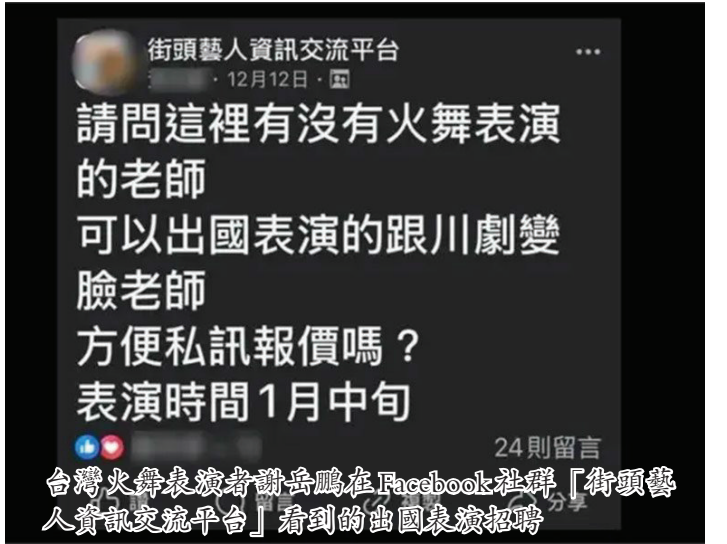 街頭藝人資訊交流平台
· 12月12日 ·
請問這裡有沒有火舞表演
的老師
可以出國表演的跟川劇變
臉老師
方便私訊報價嗎？
表演時間1月中旬
24則留言
台灣火舞表演者謝岳鵬在Facebook社群「街頭藝
留言
分享
人資訊交流平台」看到的出國表演招聘